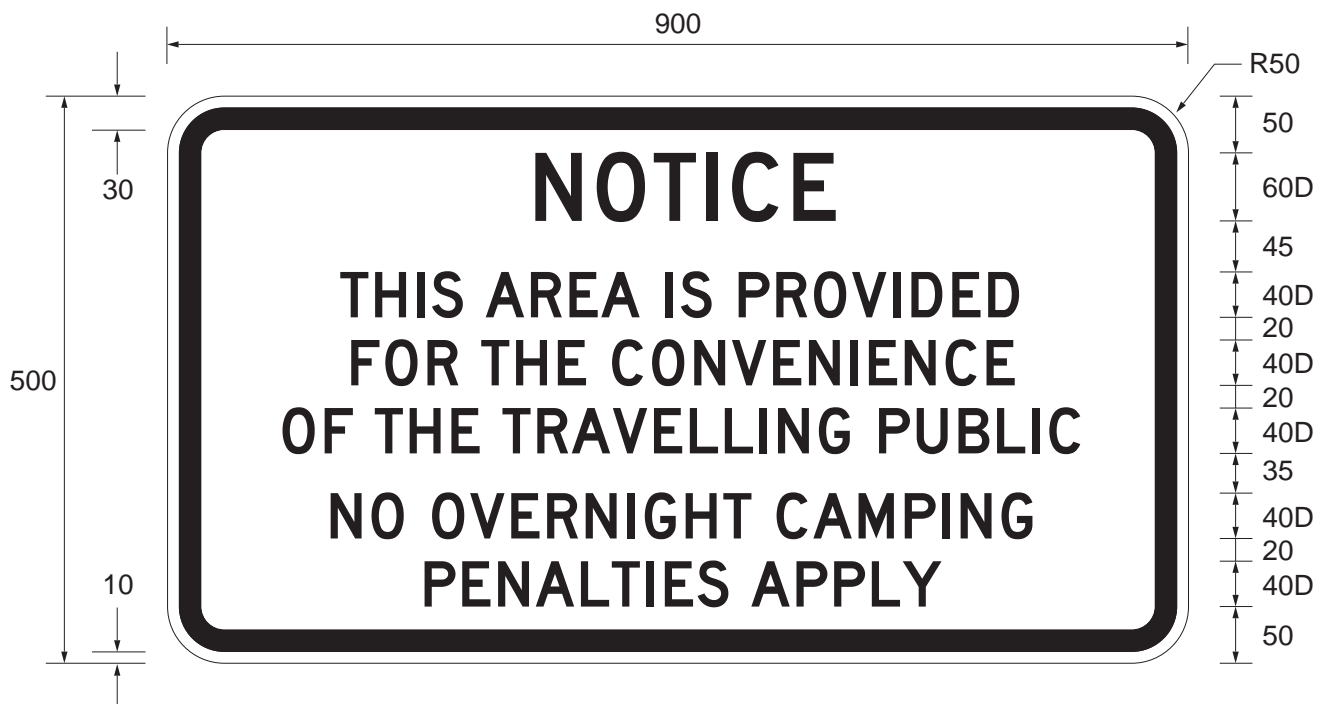 900
R50
500
30
10
NOTICE
THIS AREA IS PROVIDED
FOR THE CONVENIENCE
OF THE TRAVELLING PUBLIC
NO OVERNIGHT CAMPING
PENALTIES APPLY
50
60D
45
40D
20
40D
20
40D
35
40D
20
40D
50